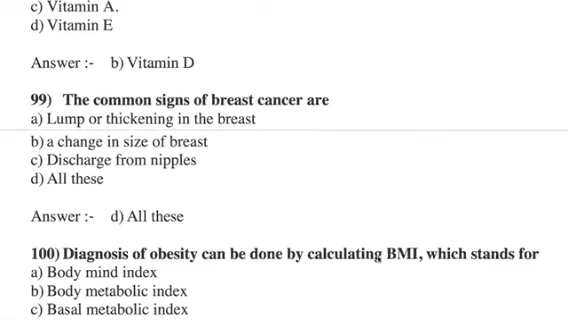 c) Vitamin A.
d) Vitamin E
Answer :- b) Vitamin D
99) The common signs of breast cancer are
a) Lump or thickening in the breast
b) a change in size of breast
c) Discharge from nipples
d) All these
Answer :- d) All these
100) Diagnosis of obesity can be done by calculating BMI, which stands for
a) Body mind index
b) Body metabolic index
c) Basal metabolic index